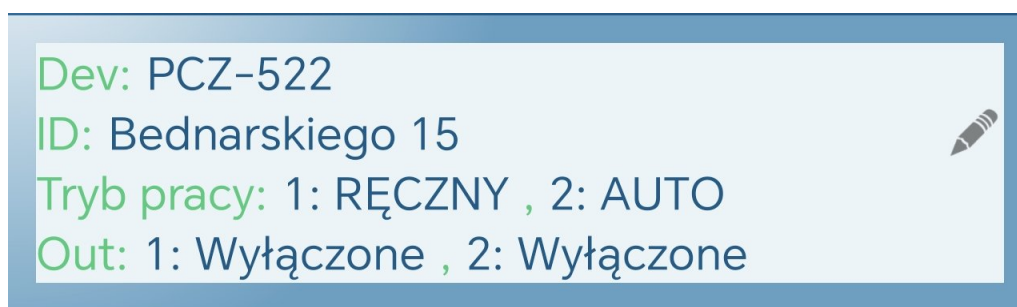 Dev: PCZ-522
ID: Bednarskiego 15
Tryb pracy: 1: RĘCZNY , 2: AUTO
Out: 1: Wyłączone , 2: Wyłączone